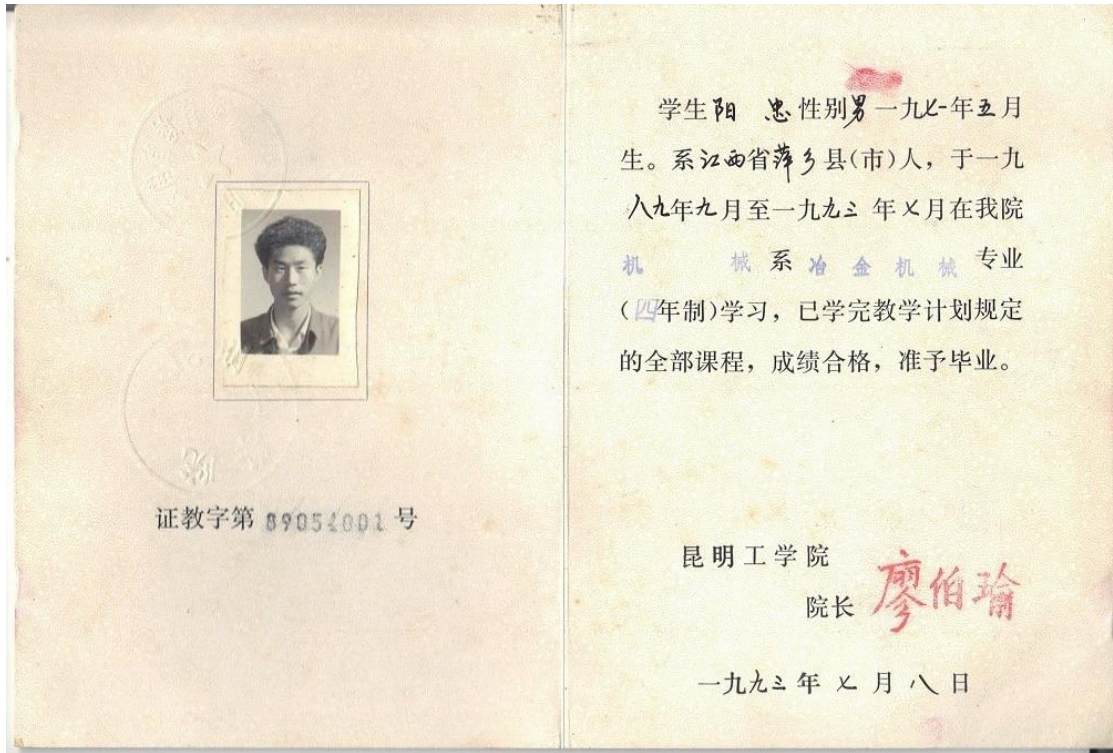 证教字第 89054001 号
学生阳 忠性别男一九七一年五月
生。系江西省萍乡县(市)人，于一九
八九年九月至一九九三年七月在我院
机 械 系 冶金机械 专业
(四年制)学习，已学完教学计划规定
的全部课程，成绩合格，准予毕业。
昆明工学院
院长 廖伯瑜
一九九三年七月八日